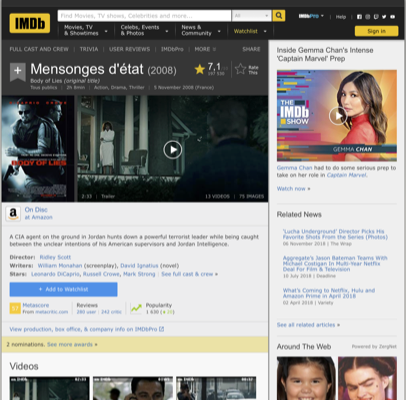 IMDb
Find Movies, TV shows, Celebrities and more...
All
IMDbPro
Help
Movies, TV
& Showtimes
Celebs, Events
& Photos
News &
Community
Watchlist
Sign in
FULL CAST AND CREW | TRIVIA | USER REVIEWS | IMDbPro | MORE
SHARE
Mensonges d'état (2008)
Body of Lies (original title)
Tous publics | 2h 8min | Action, Drama, Thriller | 5 November 2008 (France)
7,1
Rate
This
BODY OF LIES
2:33 | Trailer
13 VIDEOS | 75 IMAGES
On Disc
at Amazon
A CIA agent on the ground in Jordan hunts down a powerful terrorist leader while being caught
between the unclear intentions of his American supervisors and Jordan Intelligence.
Director: Ridley Scott
Writers: William Monahan (screenplay), David Ignatius (novel)
Stars: Leonardo DiCaprio, Russell Crowe, Mark Strong | See full cast & crew »
+ Add to Watchlist
Metascore
From metacritic.com
Reviews
280 user | 242 critic
Popularity
View production, box office, & company info on IMDbPro
2 nominations. See more awards »
Videos
Inside Gemma Chan's Intense
'Captain Marvel' Prep
THE
IMDb
SHOW
GEMMA CHAN
Gemma Chan had to do some serious prep to
take on her role in Captain Marvel.
Watch now »
Related News
'Lucha Underground' Director Picks His
Favorite Shots From the Series (Photos)
06 November 2018 | The Wrap
Aggregate's Jason Bateman Teams With
Michael Costigan In Multi-Year Netflix
Deal For Film & Television
10 July 2018 | Deadline
What's Coming to Netflix, Hulu and
Amazon Prime in April 2018
02 April 2018 | Variety
See all related articles »
Around The Web
Powered by ZergNet